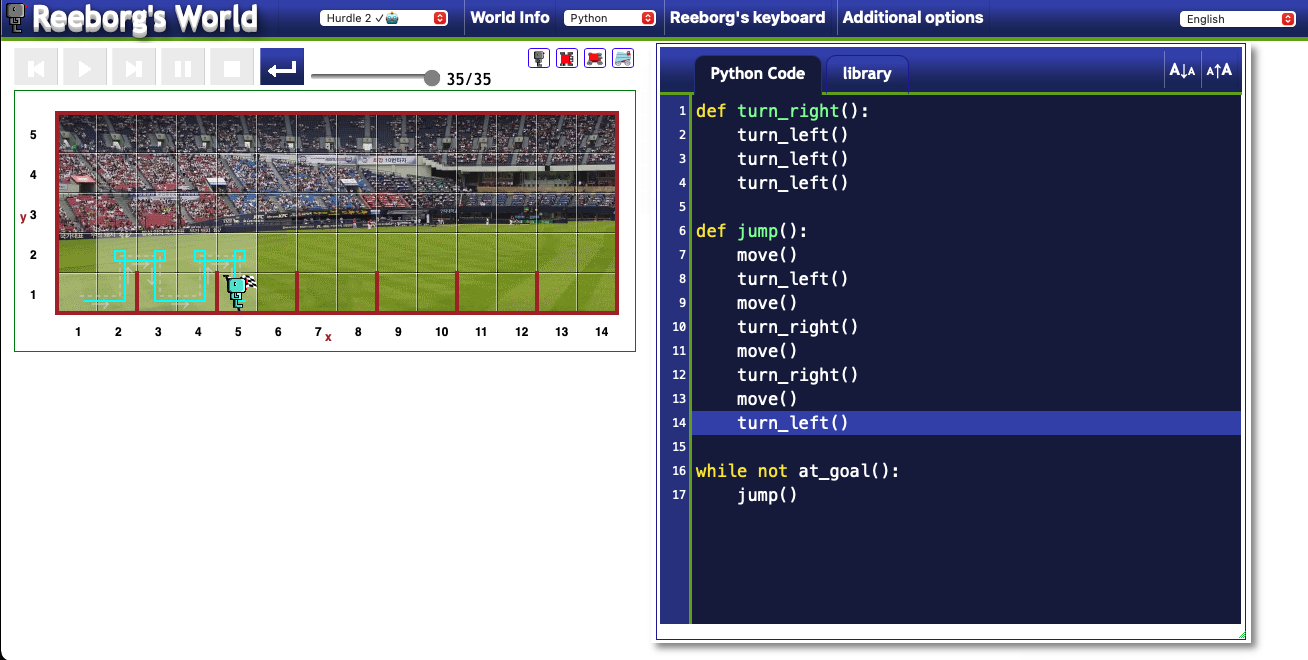 Reeborg's World
Hurdle 2 ✓🤖
World Info
Python
Reeborg's keyboard
Additional options
English
35/35
5
4
y 3
2
1
1 2 3 4 5 6 7 x 8 9 10 11 12 13 14
Python Code
library
A↓A A↑A
1 def turn_right():
2     turn_left()
3     turn_left()
4     turn_left()
5
6 def jump():
7     move()
8     turn_left()
9     move()
10     turn_right()
11     move()
12     turn_right()
13     move()
14     turn_left()
15
16 while not at_goal():
17     jump()